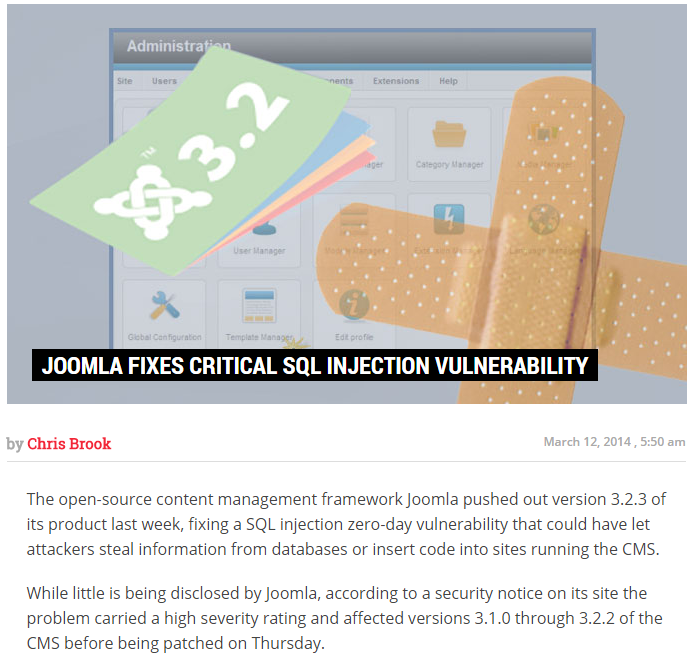 Administration
Site Users Extensions Help
3.2
TM
Category Manager
User Manager
Global Configuration Template Manager Edit profile
JOOMLA FIXES CRITICAL SQL INJECTION VULNERABILITY
by Chris Brook March 12, 2014 , 5:50 am
The open-source content management framework Joomla pushed out version 3.2.3 of
its product last week, fixing a SQL injection zero-day vulnerability that could have let
attackers steal information from databases or insert code into sites running the CMS.
While little is being disclosed by Joomla, according to a security notice on its site the
problem carried a high severity rating and affected versions 3.1.0 through 3.2.2 of the
CMS before being patched on Thursday.